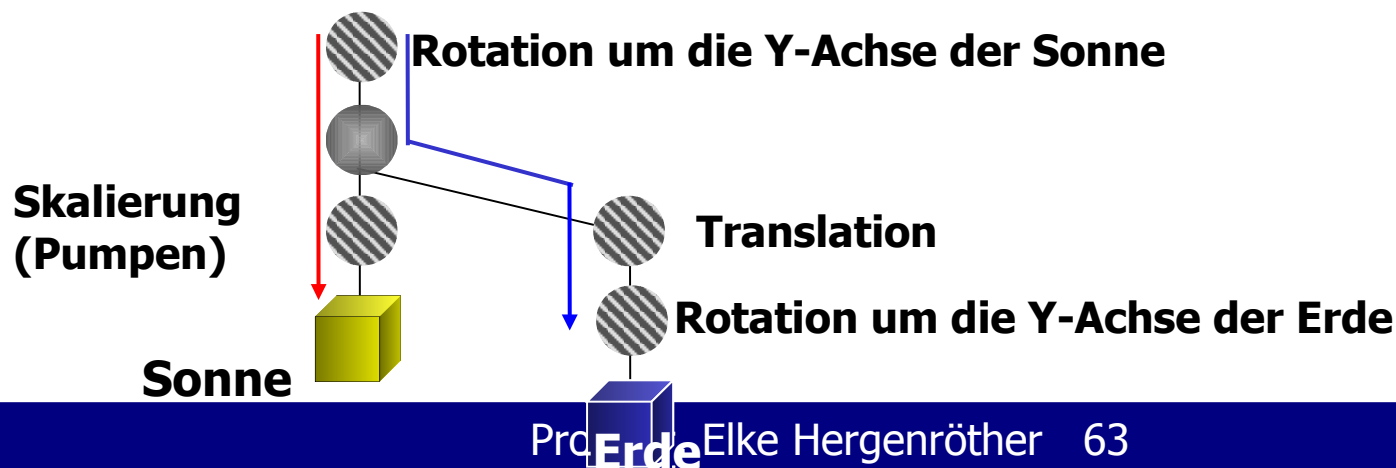 Rotation um die Y-Achse der Sonne
Skalierung
(Pumpen)
Translation
Rotation um die Y-Achse der Erde
Sonne
Erde
Elke Hergenröther 63